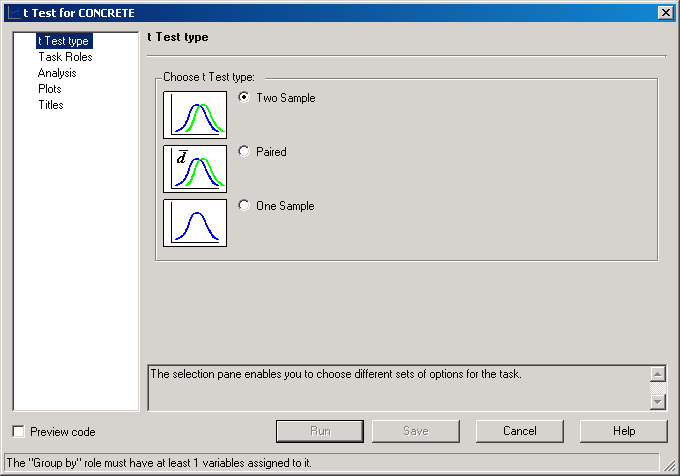 t Test for CONCRETE
t Test type
Task Roles
Analysis
Plots
Titles
t Test type
Choose t Test type:
Two Sample
d
Paired
One Sample
The selection pane enables you to choose different sets of options for the task.
Preview code
Run
Save
Cancel
Help
The "Group by" role must have at least 1 variables assigned to it.